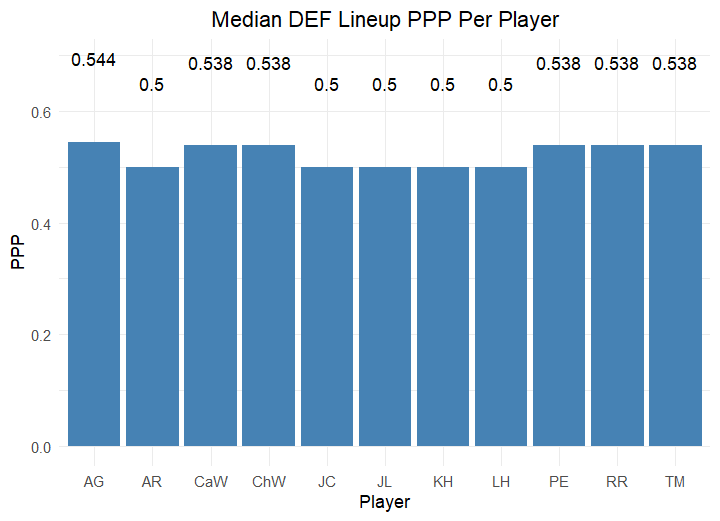 Median DEF Lineup PPP Per Player
0.544 0.5 0.538 0.538 0.5 0.5 0.5 0.5 0.538 0.538 0.538
0.6
0.4
PPP
0.2
0.0
AG AR CaW ChW JC JL KH LH PE RR TM
Player